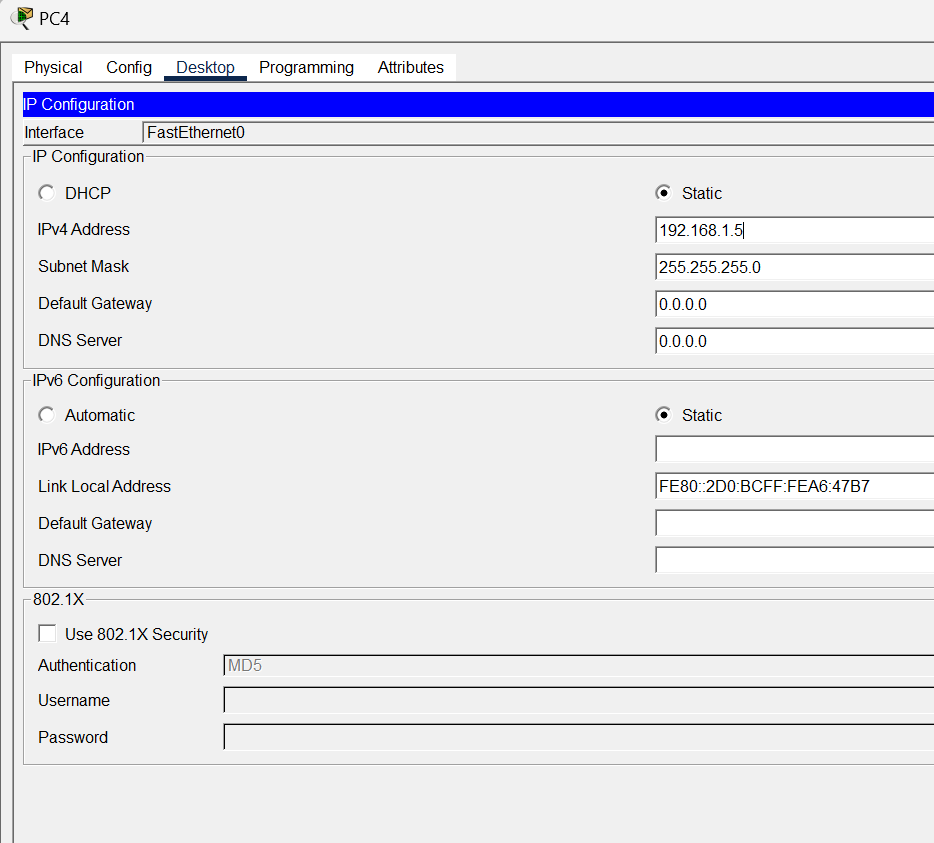 PC4
Physical Config Desktop Programming Attributes
IP Configuration
Interface FastEthernet0
IP Configuration
DHCP Static
IPv4 Address 192.168.1.5
Subnet Mask 255.255.255.0
Default Gateway 0.0.0.0
DNS Server 0.0.0.0
IPv6 Configuration
Automatic Static
IPv6 Address
Link Local Address FE80::2D0:BCFF:FEA6:47B7
Default Gateway
DNS Server
802.1X
Use 802.1X Security
Authentication MD5
Username
Password